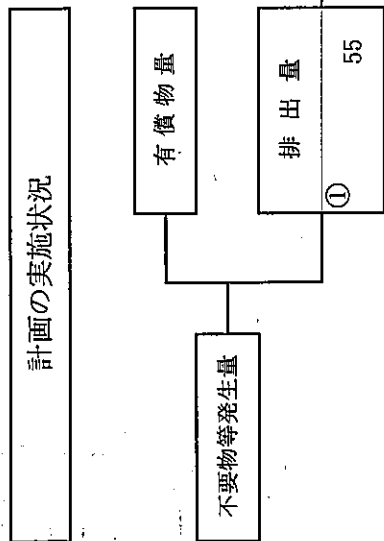 計画の実施状況
有償物量
不要物等発生量
排出量
①
55